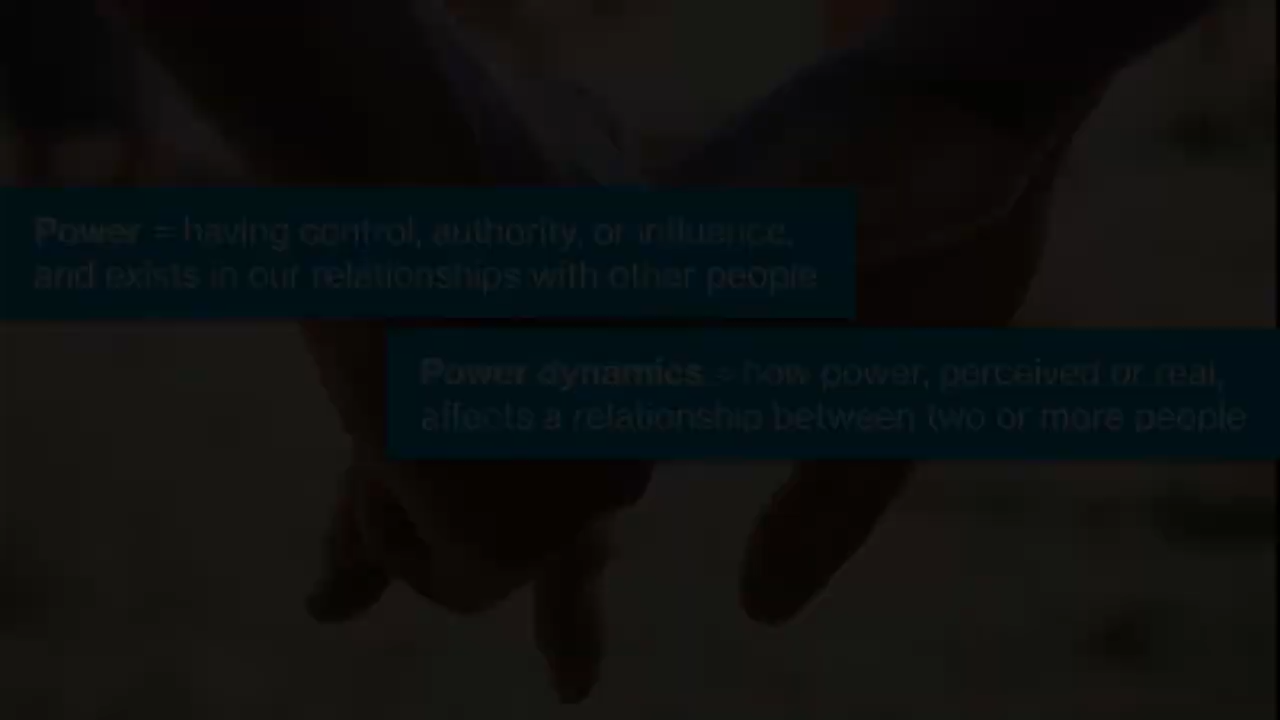 Power = having control, authority, or influence,
and exists in our relationships with other people
Power dynamics = how power, perceived or real,
affects a relationship between two or more people